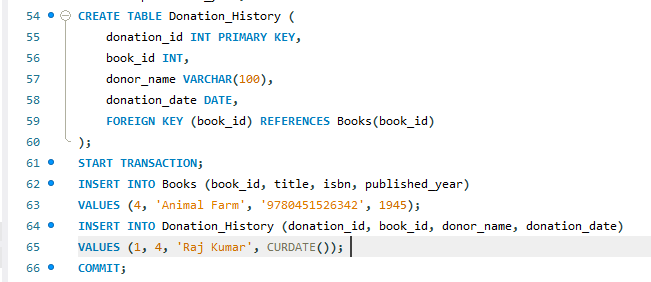 54 CREATE TABLE Donation_History (
55 donation_id INT PRIMARY KEY,
56 book_id INT,
57 donor_name VARCHAR(100),
58 donation_date DATE,
59 FOREIGN KEY (book_id) REFERENCES Books(book_id)
60 );
61 START TRANSACTION;
62 INSERT INTO Books (book_id, title, isbn, published_year)
63 VALUES (4, 'Animal Farm', '9780451526342', 1945);
64 INSERT INTO Donation_History (donation_id, book_id, donor_name, donation_date)
65 VALUES (1, 4, 'Raj Kumar', CURDATE());
66 COMMIT;